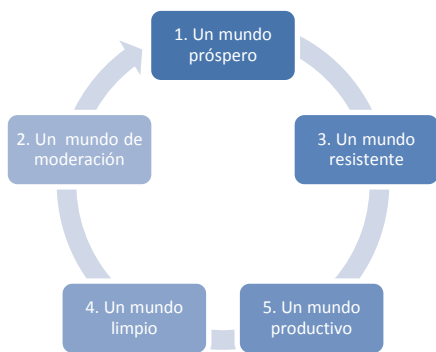 1. Un mundo
próspero
2. Un mundo de
moderación
3. Un mundo
resistente
4. Un mundo
limpio
5. Un mundo
productivo